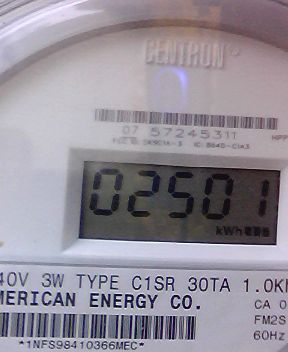 CENTRON®
07 57245311
02501
kWh
40V 3W TYPE C1SR 30TA 1.0K
MERICAN ENERGY CO.
CA 0
FM2S
60Hz
*1NFS98410366MEC*